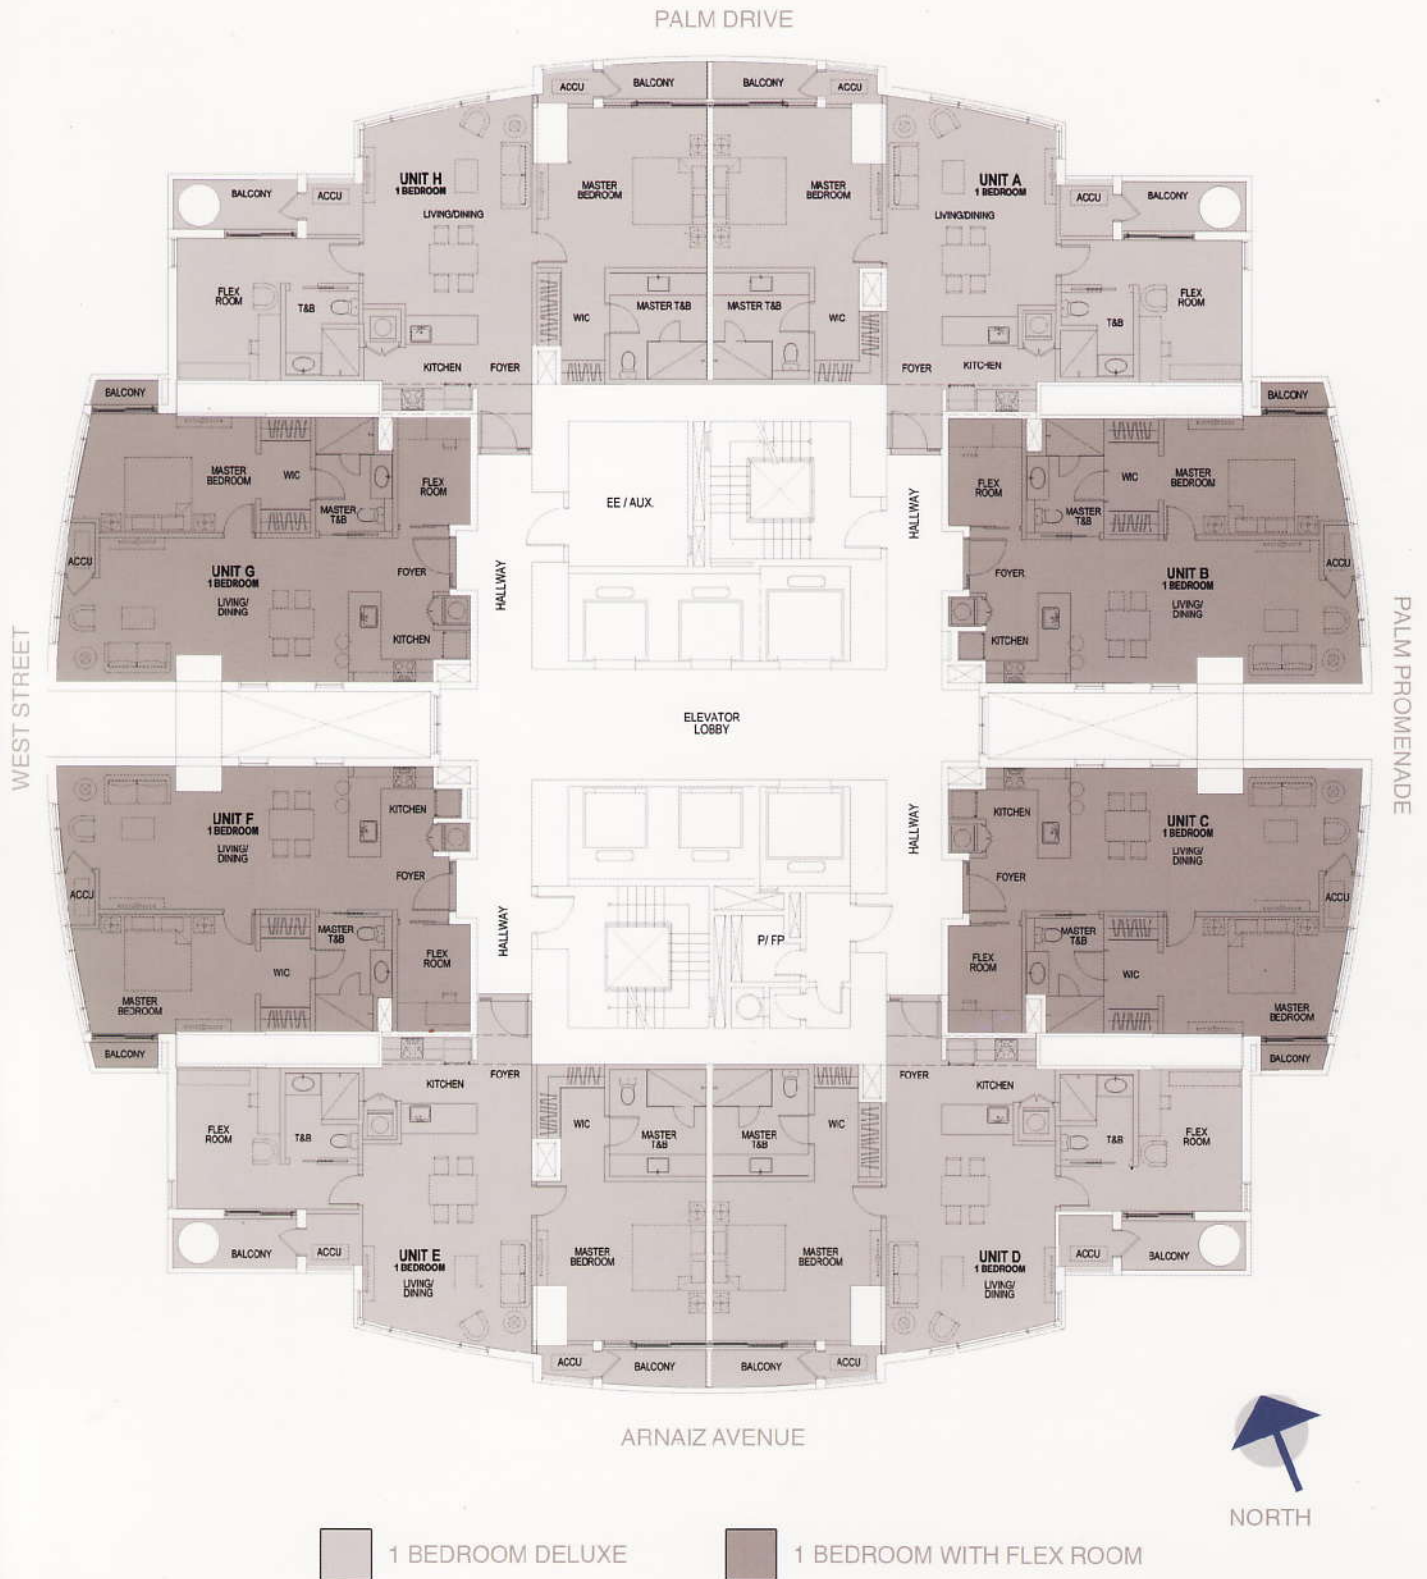 PALM DRIVE
ACCU
BALCONY
BALCONY
ACCU
UNIT H
1 BEDROOM
MASTER
BEDROOM
MASTER
BEDROOM
UNIT A
1 BEDROOM
BALCONY
ACCU
LIVING/DINING
LIVING/DINING
ACCU
BALCONY
FLEX
ROOM
T&B
WIC
MASTER T&B
MASTER T&B
WIC
T&B
FLEX
ROOM
KITCHEN
FOYER
FOYER
KITCHEN
BALCONY
BALCONY
MASTER
BEDROOM
WIC
FLEX
ROOM
MASTER
T&B
EE / AUX.
HALLWAY
FLEX
ROOM
MASTER
T&B
WIC
MASTER
BEDROOM
ACCU
UNIT G
1 BEDROOM
LIVING/
DINING
FOYER
KITCHEN
HALLWAY
FOYER
KITCHEN
UNIT B
1 BEDROOM
LIVING/
DINING
ACCU
WEST STREET
ELEVATOR
LOBBY
PALM PROMENADE
UNIT F
1 BEDROOM
LIVING/
DINING
KITCHEN
FOYER
ACCU
HALLWAY
HALLWAY
KITCHEN
FOYER
UNIT C
1 BEDROOM
LIVING/
DINING
ACCU
MASTER
BEDROOM
WIC
MASTER
T&B
FLEX
ROOM
P/ FP
FLEX
ROOM
MASTER
T&B
WIC
MASTER
BEDROOM
BALCONY
BALCONY
KITCHEN
FOYER
FOYER
KITCHEN
FLEX
ROOM
T&B
WIC
MASTER
T&B
MASTER
T&B
WIC
T&B
FLEX
ROOM
BALCONY
ACCU
UNIT E
1 BEDROOM
LIVING/
DINING
MASTER
BEDROOM
MASTER
BEDROOM
UNIT D
1 BEDROOM
LIVING/
DINING
ACCU
BALCONY
ACCU
BALCONY
BALCONY
ACCU
ARNAIZ AVENUE
NORTH
1 BEDROOM DELUXE
1 BEDROOM WITH FLEX ROOM